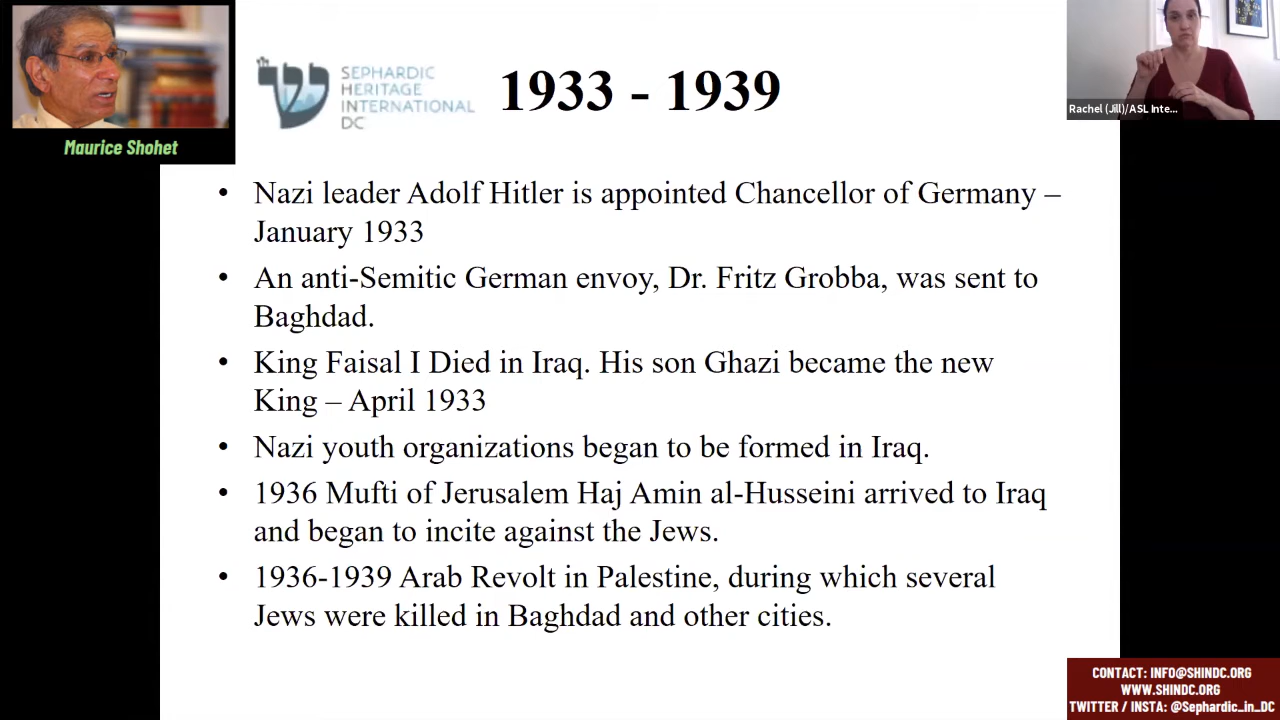 Maurice Shohet
שי
SEPHARDIC
HERITAGE
INTERNATIONAL
DC
1933 - 1939
Rachel (Jill)/ASL Inte...
• Nazi leader Adolf Hitler is appointed Chancellor of Germany –
January 1933
• An anti-Semitic German envoy, Dr. Fritz Grobba, was sent to
Baghdad.
• King Faisal I Died in Iraq. His son Ghazi became the new
King – April 1933
• Nazi youth organizations began to be formed in Iraq.
• 1936 Mufti of Jerusalem Haj Amin al-Husseini arrived to Iraq
and began to incite against the Jews.
• 1936-1939 Arab Revolt in Palestine, during which several
Jews were killed in Baghdad and other cities.
CONTACT: INFO@SHINDC.ORG
WWW.SHINDC.ORG
TWITTER / INSTA: @Sephardic_in_DC